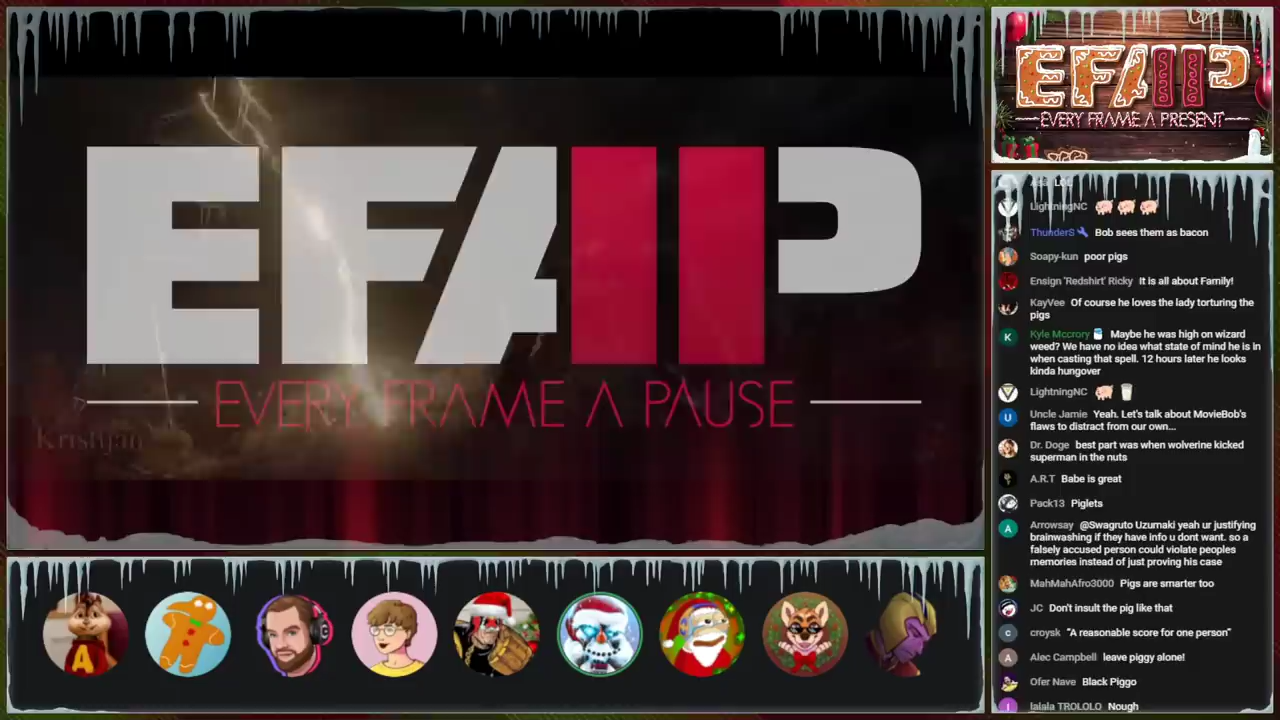 EFAP
EVERY FRAME A PAUSE
Kristijan
EFAP
EVERY FRAME A PRESENT
LOL
LightningNC
ThunderS Bob sees them as bacon
Soapy-kun poor pigs
Ensign 'Redshirt' Ricky It is all about Family!
KayVee Of course he loves the lady torturing the
pigs
Kyle Mccrory Maybe he was high on wizard
weed? We have no idea what state of mind he is in
when casting that spell. 12 hours later he looks
kinda hungover
LightningNC
Uncle Jamie Yeah. Let's talk about MovieBob's
flaws to distract from our own...
Dr. Doge best part was when wolverine kicked
superman in the nuts
A.R.T Babe is great
Pack13 Piglets
Arrowsay @Swagruto Uzumaki yeah ur justifying
brainwashing if they have info u dont want. so a
falsely accused person could violate peoples
memories instead of just proving his case
MahMahAfro3000 Pigs are smarter too
JC Don't insult the pig like that
croysk "A reasonable score for one person"
Alec Campbell leave piggy alone!
Ofer Nave Black Piggo
lalala TROLOLO Nough
K
U
A
C
A
A